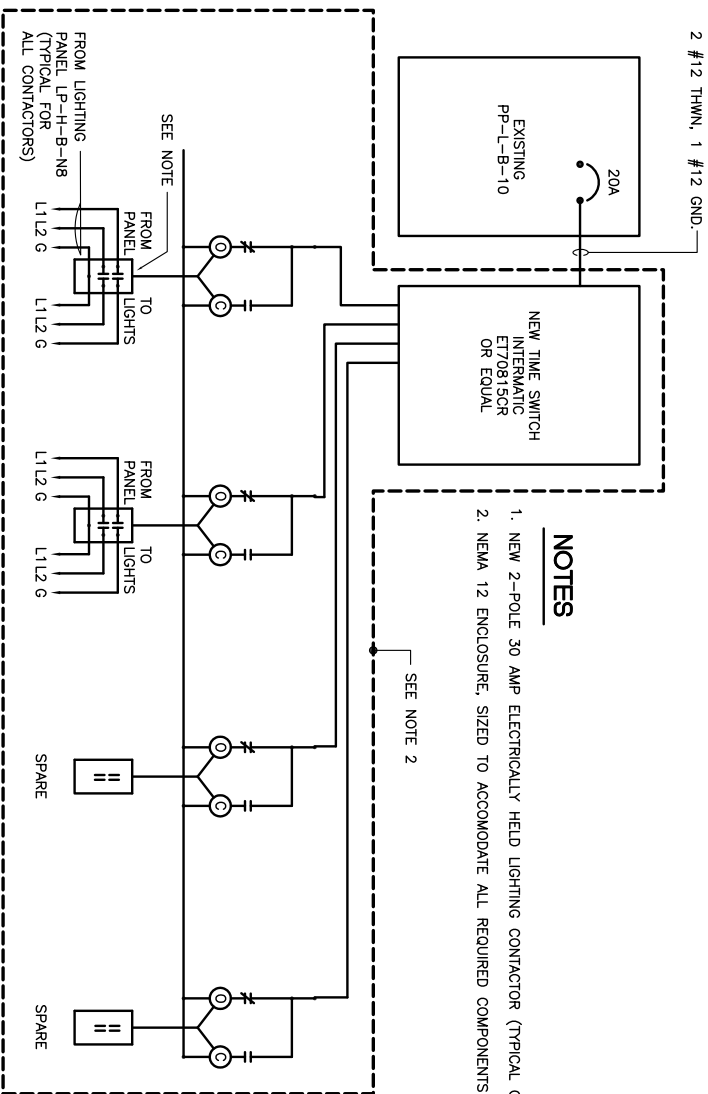 2 #12 THWN, 1 #12 GND.
20A
EXISTING
PP-L-B-10
NEW TIME SWITCH
INTERMATIC
ET70815CR
OR EQUAL
NOTES
1. NEW 2-POLE 30 AMP ELECTRICALLY HELD LIGHTING CONTACTOR (TYPICAL
2. NEMA 12 ENCLOSURE, SIZED TO ACCOMODATE ALL REQUIRED COMPONENTS
SEE NOTE 2
SEE NOTE
O
C
O
C
O
C
O
C
FROM LIGHTING
PANEL LP-H-B-N8
(TYPICAL FOR
ALL CONTACTORS)
FROM
PANEL
TO
LIGHTS
L1 L2 G
L1 L2 G
FROM
PANEL
TO
LIGHTS
L1 L2 G
L1 L2 G
SPARE
SPARE